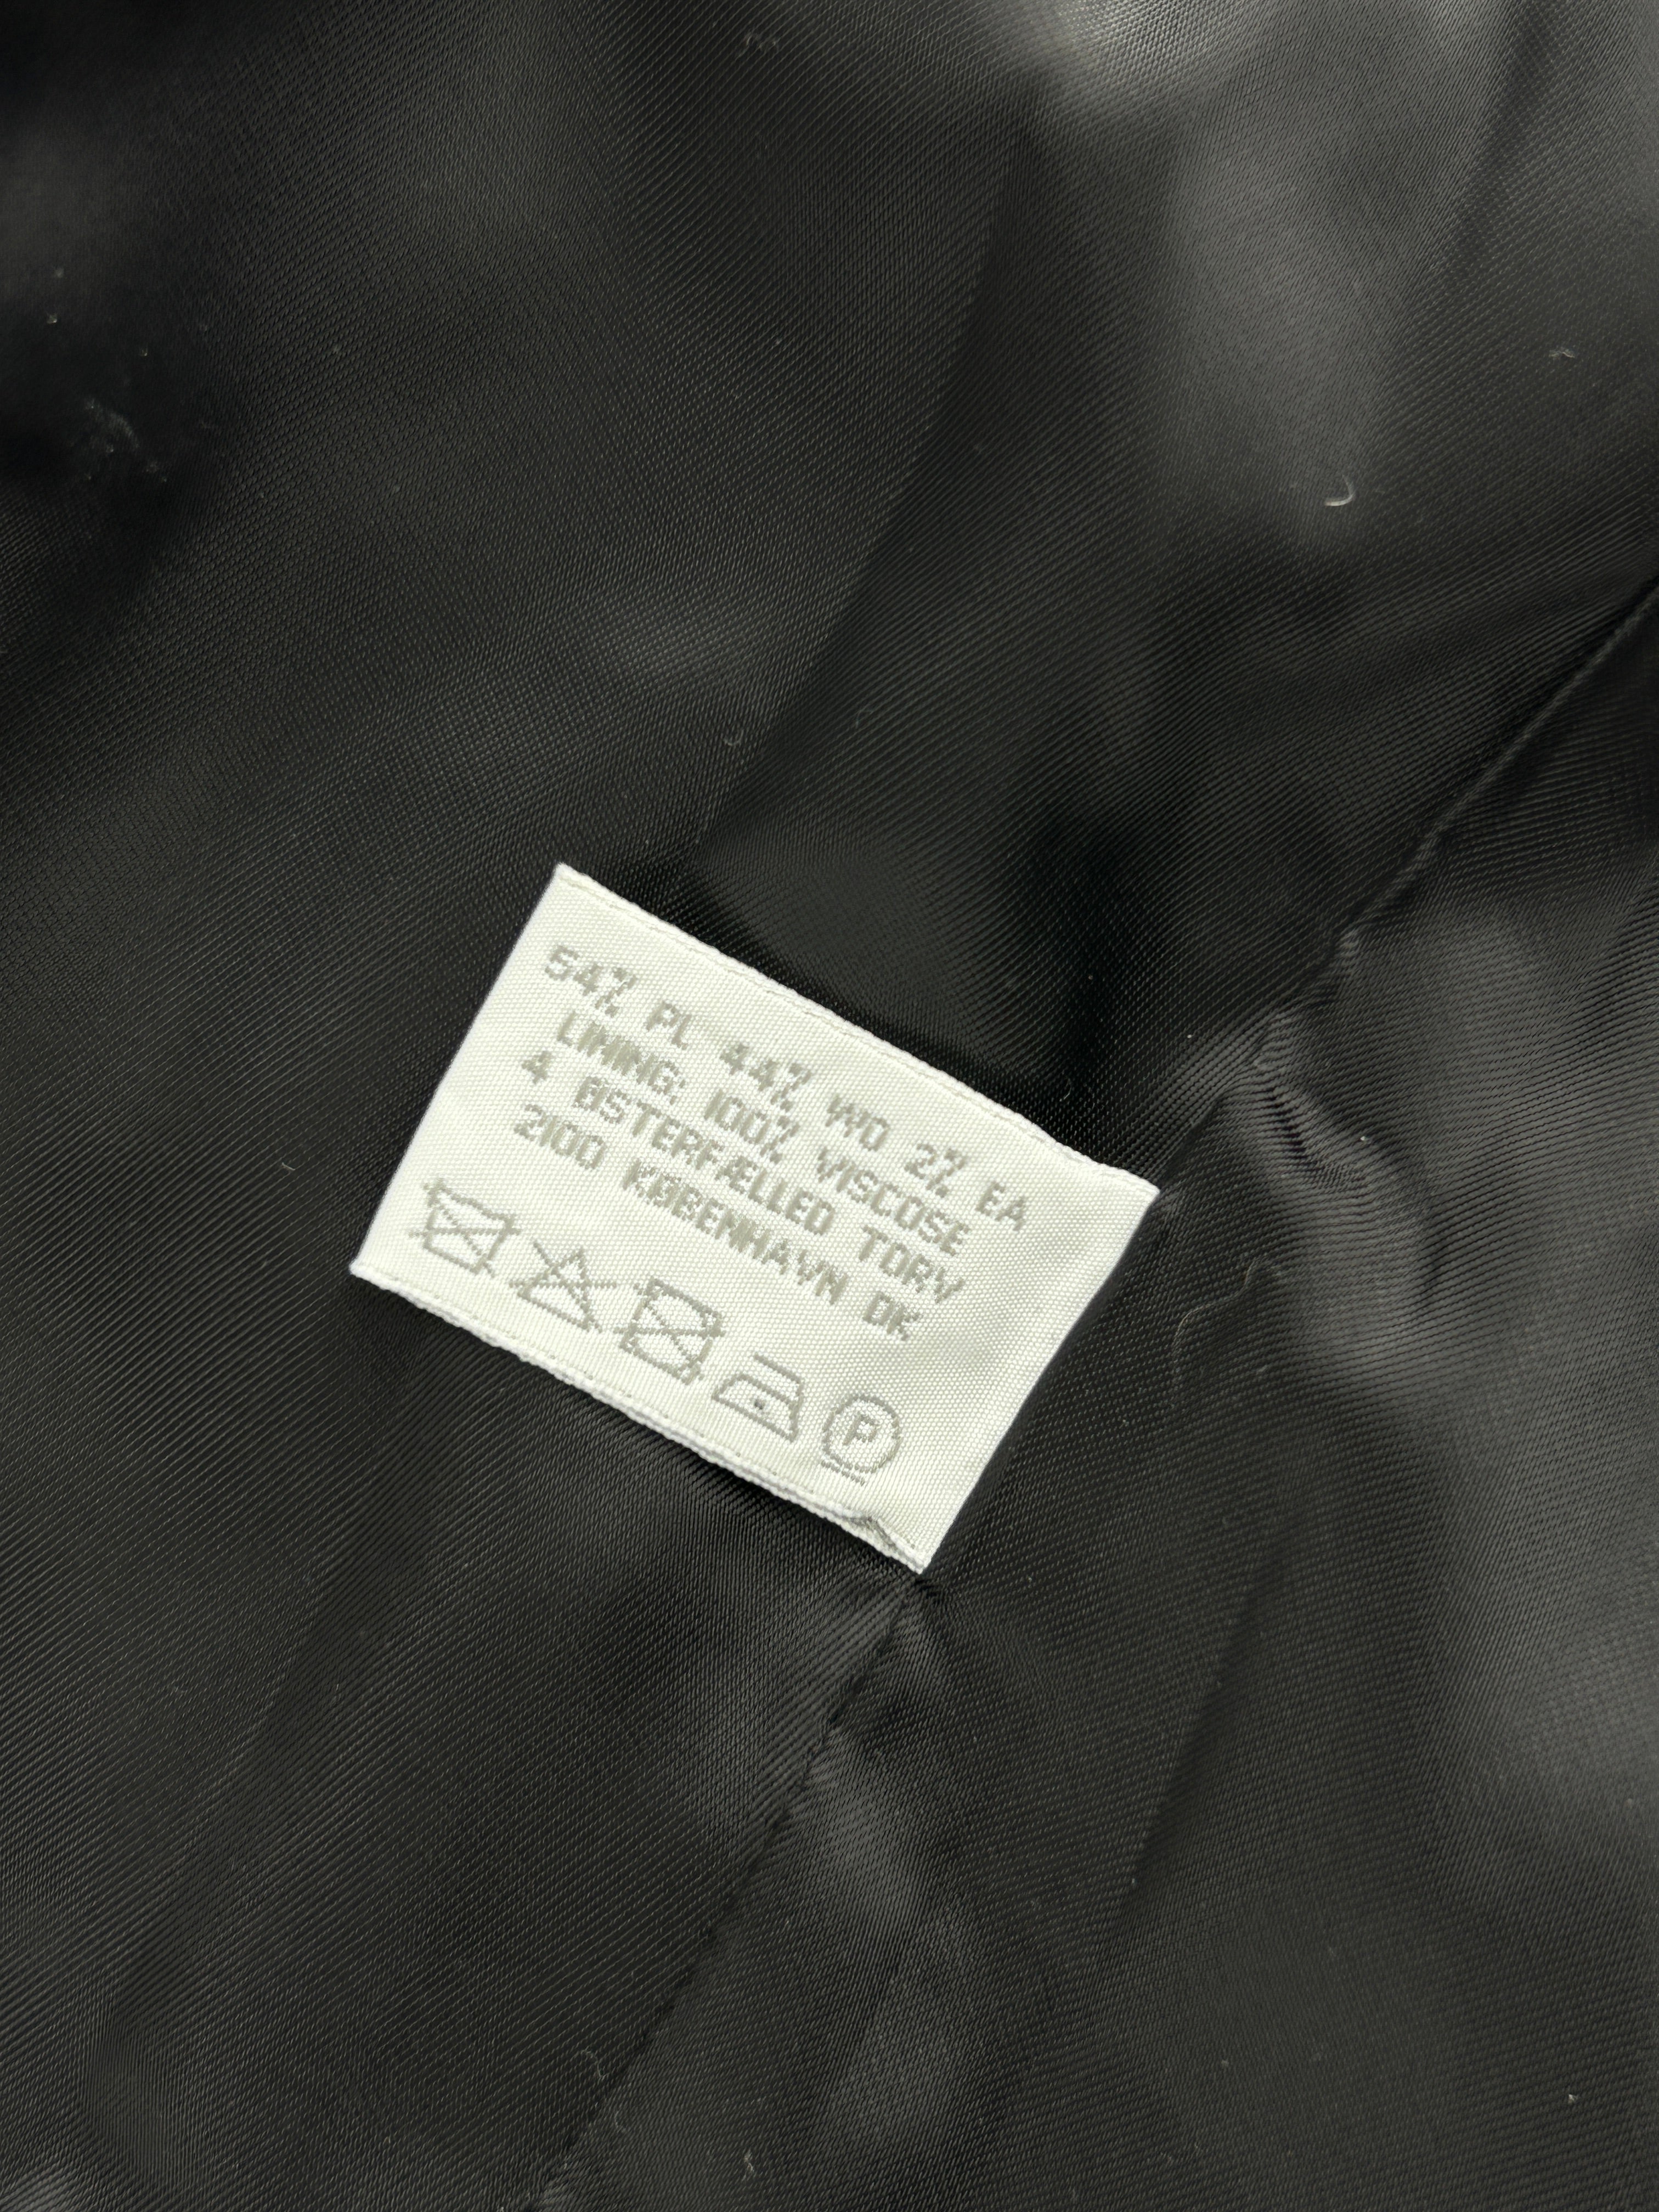 54% PL 44% WO 2% EA
LINING: 100% VISCOSE
4 ØSTERFÆLLED TORV
2100 KØBENHAVN DK
P